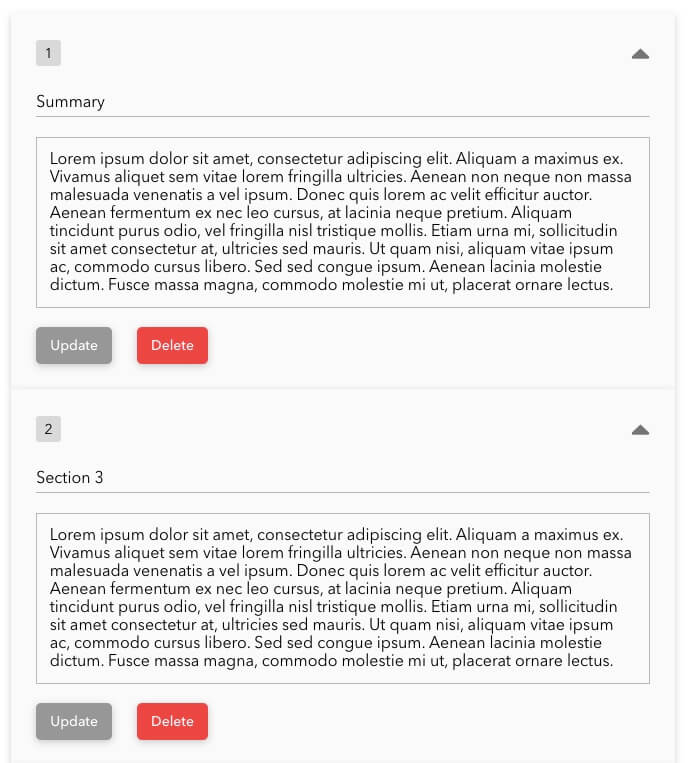 1
Summary
Lorem ipsum dolor sit amet, consectetur adipiscing elit. Aliquam a maximus ex.
Vivamus aliquet sem vitae lorem fringilla ultricies. Aenean non neque non massa
malesuada venenatis a vel ipsum. Donec quis lorem ac velit efficitur auctor.
Aenean fermentum ex nec leo cursus, at lacinia neque pretium. Aliquam
tincidunt purus odio, vel fringilla nisl tristique mollis. Etiam urna mi, sollicitudin
sit amet consectetur at, ultricies sed mauris. Ut quam nisi, aliquam vitae ipsum
ac, commodo cursus libero. Sed sed congue ipsum. Aenean lacinia molestie
dictum. Fusce massa magna, commodo molestie mi ut, placerat ornare lectus.
Update Delete
2
Section 3
Lorem ipsum dolor sit amet, consectetur adipiscing elit. Aliquam a maximus ex.
Vivamus aliquet sem vitae lorem fringilla ultricies. Aenean non neque non massa
malesuada venenatis a vel ipsum. Donec quis lorem ac velit efficitur auctor.
Aenean fermentum ex nec leo cursus, at lacinia neque pretium. Aliquam
tincidunt purus odio, vel fringilla nisl tristique mollis. Etiam urna mi, sollicitudin
sit amet consectetur at, ultricies sed mauris. Ut quam nisi, aliquam vitae ipsum
ac, commodo cursus libero. Sed sed congue ipsum. Aenean lacinia molestie
dictum. Fusce massa magna, commodo molestie mi ut, placerat ornare lectus.
Update Delete